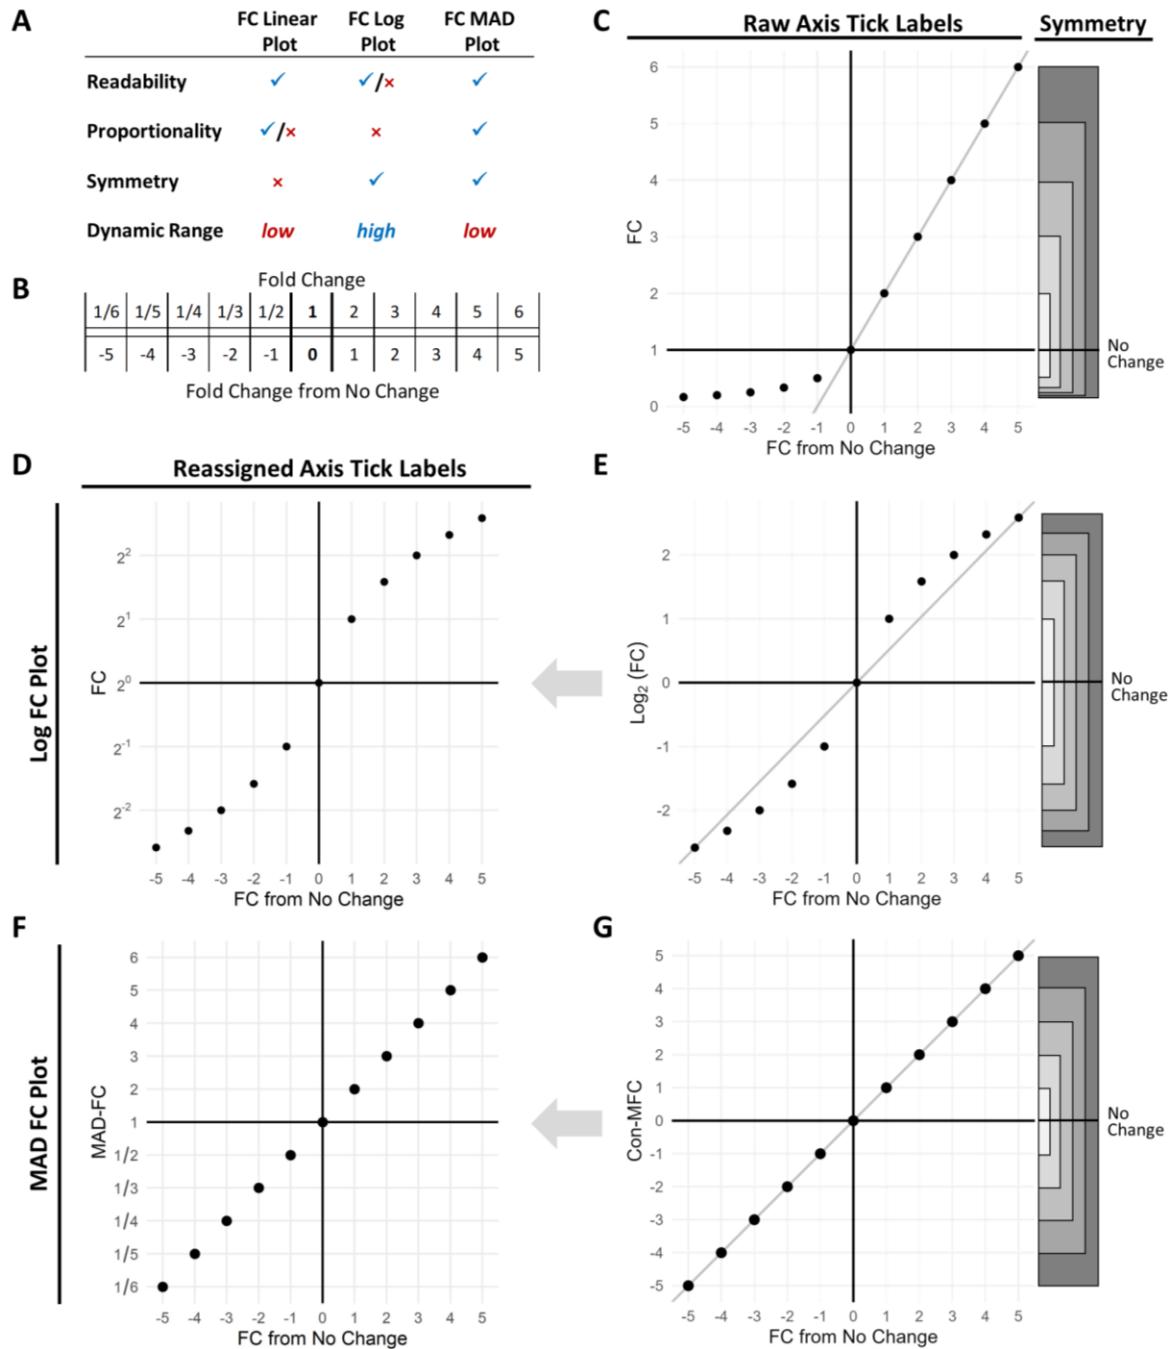 A
FC Linear Plot FC Log Plot FC MAD Plot
Readability ✓ ✓/× ✓
Proportionality ✓/× × ✓
Symmetry × ✓ ✓
Dynamic Range low high low
B
Fold Change
1/6 1/5 1/4 1/3 1/2 1 2 3 4 5 6
-5 -4 -3 -2 -1 0 1 2 3 4 5
Fold Change from No Change
C
Raw Axis Tick Labels
Symmetry
FC
6
5
4
3
2
1
0
No
Change
-5 -4 -3 -2 -1 0 1 2 3 4 5
FC from No Change
D
Reassigned Axis Tick Labels
Log FC Plot
FC
2²
2¹
2⁰
2⁻¹
2⁻²
-5 -4 -3 -2 -1 0 1 2 3 4 5
FC from No Change
E
Log₂ (FC)
2
1
0
-1
-2
No
Change
-5 -4 -3 -2 -1 0 1 2 3 4 5
FC from No Change
F
MAD FC Plot
MAD-FC
6
5
4
3
2
1
1/2
1/3
1/4
1/5
1/6
-5 -4 -3 -2 -1 0 1 2 3 4 5
FC from No Change
G
Con-MFC
5
4
3
2
1
0
-1
-2
-3
-4
-5
No
Change
-5 -4 -3 -2 -1 0 1 2 3 4 5
FC from No Change